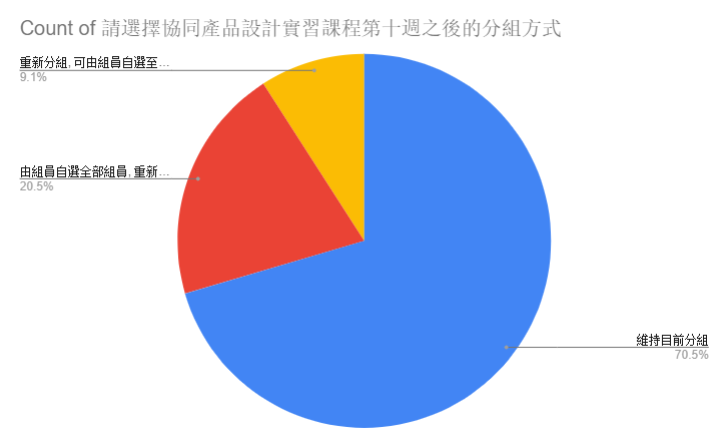 Count of 請選擇協同產品設計實習課程第十週之後的分組方式
重新分組, 可由組員自選至…
9.1%
由組員自選全部組員, 重新…
20.5%
維持目前分組
70.5%